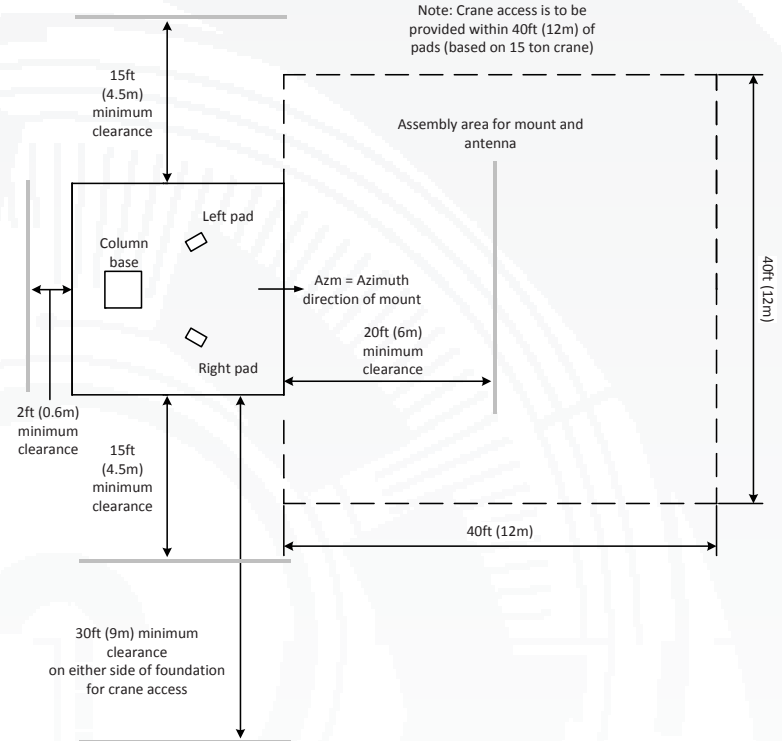 Note: Crane access is to be
provided within 40ft (12m) of
pads (based on 15 ton crane)
15ft
(4.5m)
minimum
clearance
Assembly area for mount and
antenna
Left pad
Column
base
Azm = Azimuth
direction of mount
40ft (12m)
20ft (6m)
minimum
clearance
Right pad
2ft (0.6m)
minimum
clearance
15ft
(4.5m)
minimum
clearance
40ft (12m)
30ft (9m) minimum
clearance
on either side of foundation
for crane access